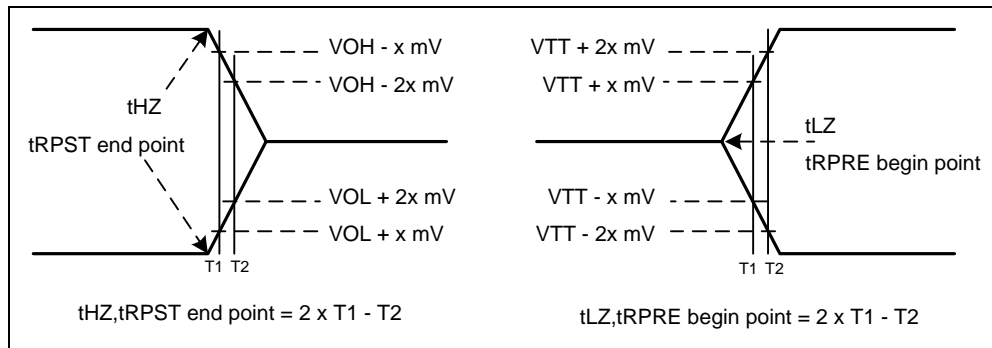 VOH - x mV
VOH - 2x mV
tHZ
tRPST end point
VOL + 2x mV
VOL + x mV
T1 T2
tHZ,tRPST end point = 2 x T1 - T2
VTT + 2x mV
VTT + x mV
tLZ
tRPRE begin point
VTT - x mV
VTT - 2x mV
T1 T2
tLZ,tRPRE begin point = 2 x T1 - T2